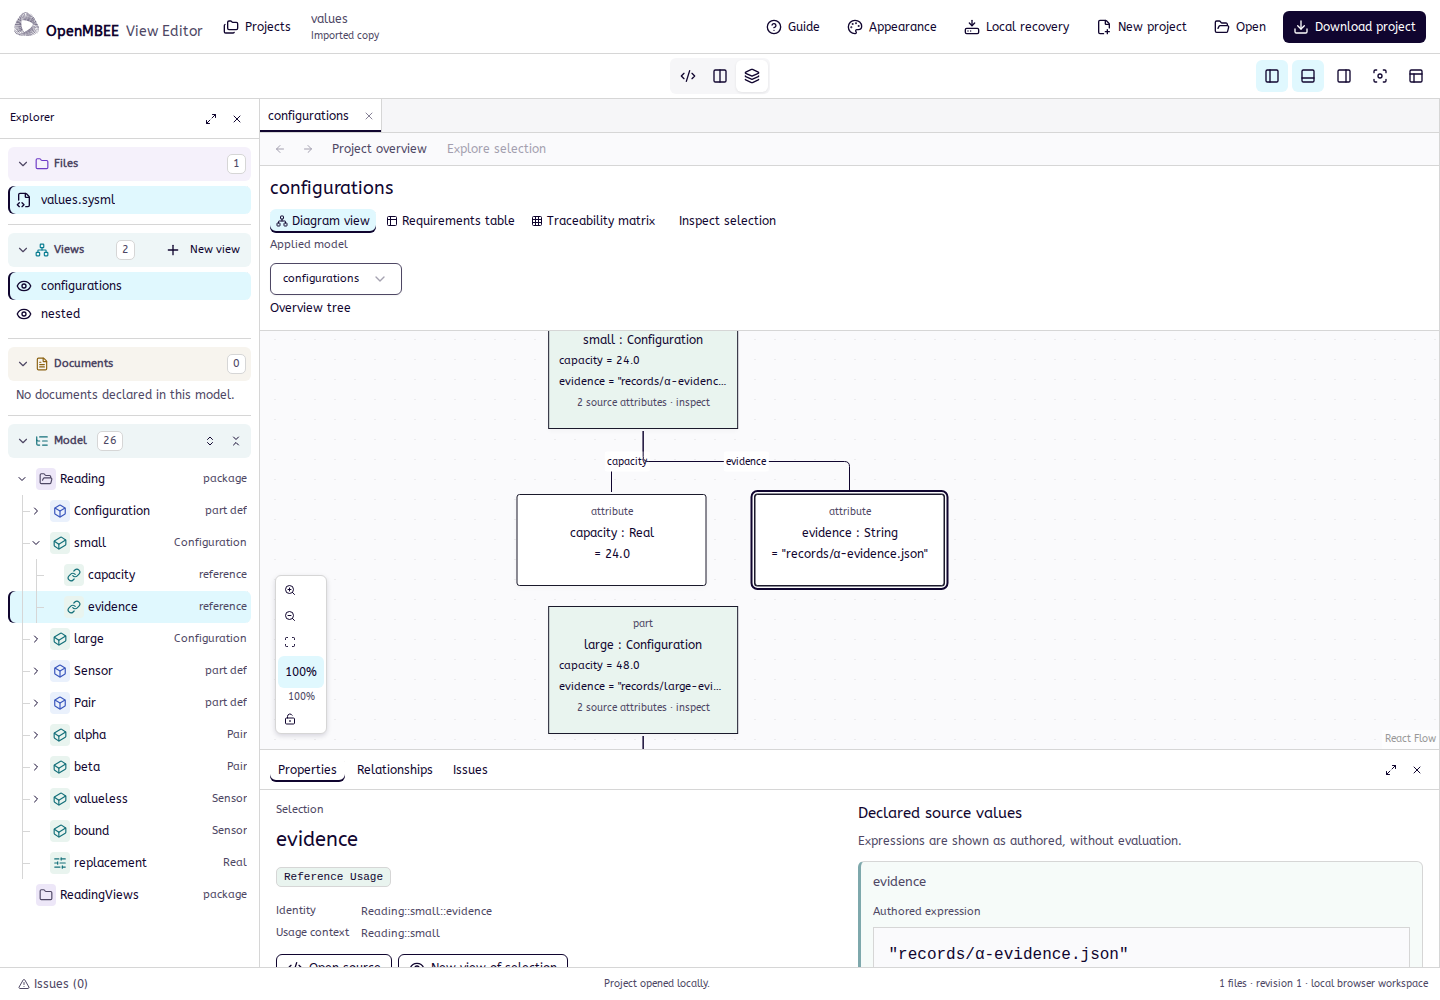 OpenMBEE View Editor
Projects
values
Imported copy
Guide
Appearance
Local recovery
New project
Open
Download project
Explorer
Files
1
values.sysml
Views
2
New view
configurations
nested
Documents
0
No documents declared in this model.
Model
26
Reading package
Configuration part def
small Configuration
capacity reference
evidence reference
large Configuration
Sensor part def
Pair part def
alpha Pair
beta Pair
valueless Sensor
bound Sensor
replacement Real
ReadingViews package
configurations
Project overview
Explore selection
configurations
Diagram view
Requirements table
Traceability matrix
Inspect selection
Applied model
configurations
Overview tree
small : Configuration
capacity = 24.0
evidence = "records/α-evidenc...
2 source attributes · inspect
capacity
evidence
attribute
capacity : Real
= 24.0
attribute
evidence : String
= "records/α-evidence.json"
part
large : Configuration
capacity = 48.0
evidence = "records/large-evi...
2 source attributes · inspect
100%
100%
React Flow
Properties
Relationships
Issues
Selection
evidence
Reference Usage
Identity Reading::small::evidence
Usage context Reading::small
Open source
New view of selection
Declared source values
Expressions are shown as authored, without evaluation.
evidence
Authored expression
"records/α-evidence.json"
Issues (0)
Project opened locally.
1 files · revision 1 · local browser workspace